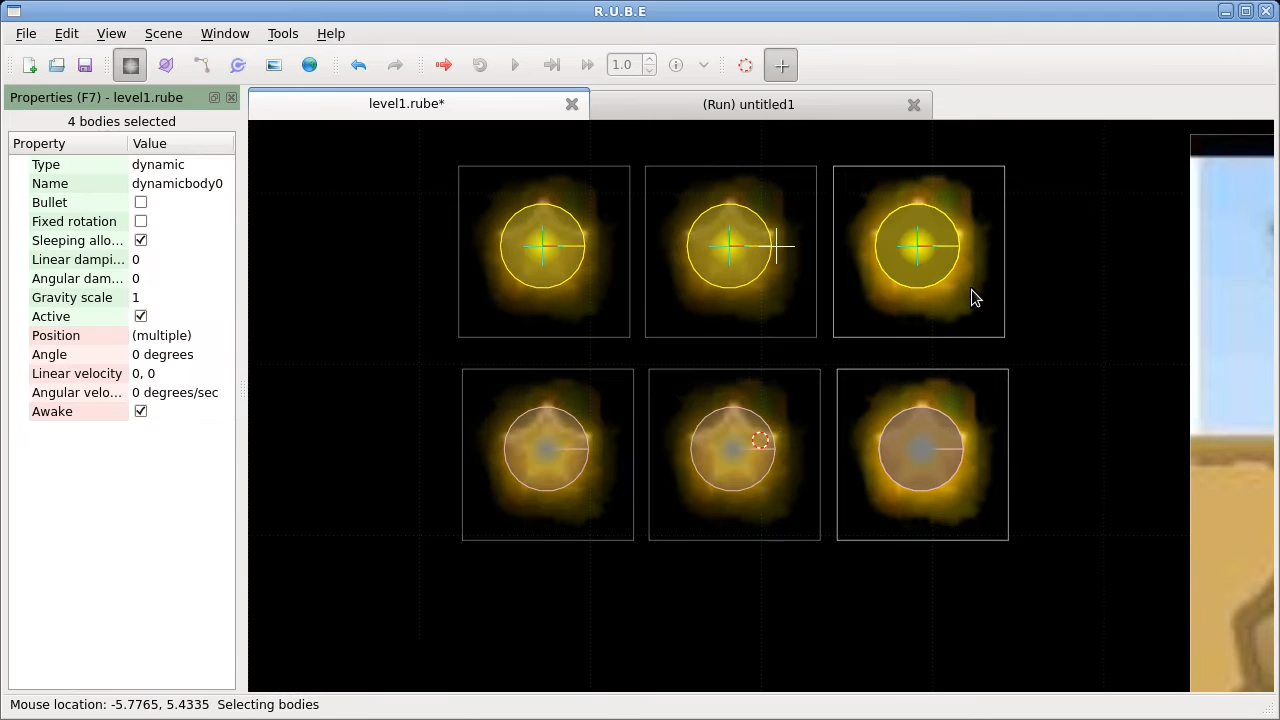 R.U.B.E
File Edit View Scene Window Tools Help
1.0
Properties (F7) - level1.rube
level1.rube*
(Run) untitled1
4 bodies selected
Property Value
Type dynamic
Name dynamicbody0
Bullet
Fixed rotation
Sleeping allo...
Linear dampi... 0
Angular dam... 0
Gravity scale 1
Active
Position (multiple)
Angle 0 degrees
Linear velocity 0, 0
Angular velo... 0 degrees/sec
Awake
Mouse location: -5.7765, 5.4335 Selecting bodies